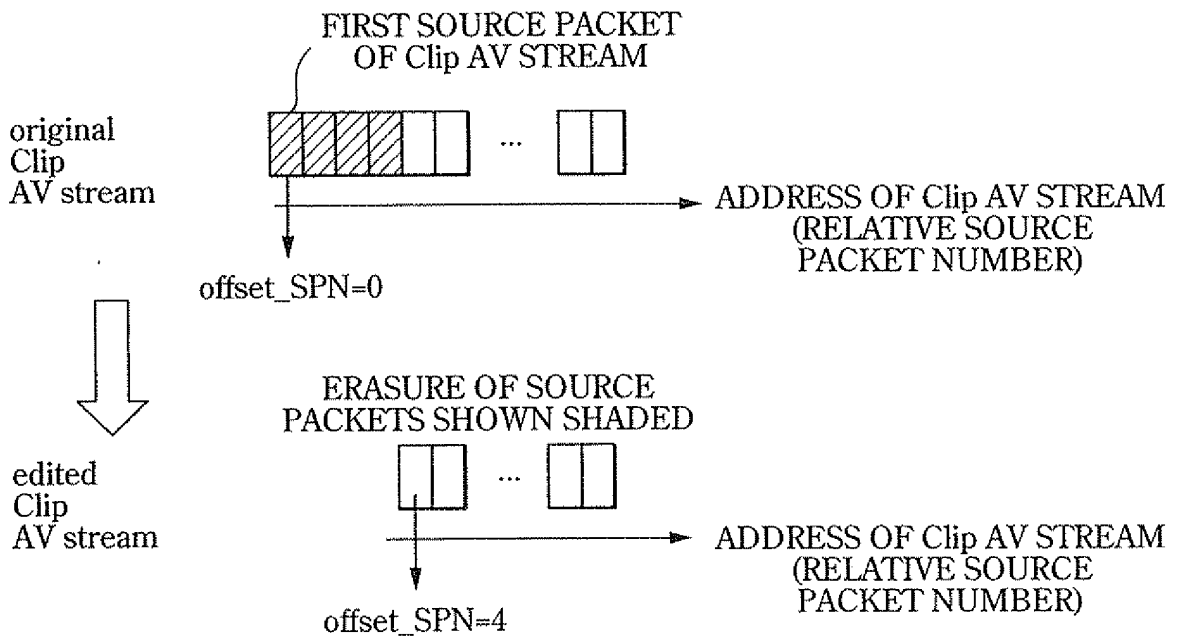 FIRST SOURCE PACKET
OF Clip AV STREAM
original
Clip
AV stream
...
ADDRESS OF Clip AV STREAM
(RELATIVE SOURCE
PACKET NUMBER)
offset_SPN=0
ERASURE OF SOURCE
PACKETS SHOWN SHADED
edited
Clip
AV stream
...
ADDRESS OF Clip AV STREAM
(RELATIVE SOURCE
PACKET NUMBER)
offset_SPN=4